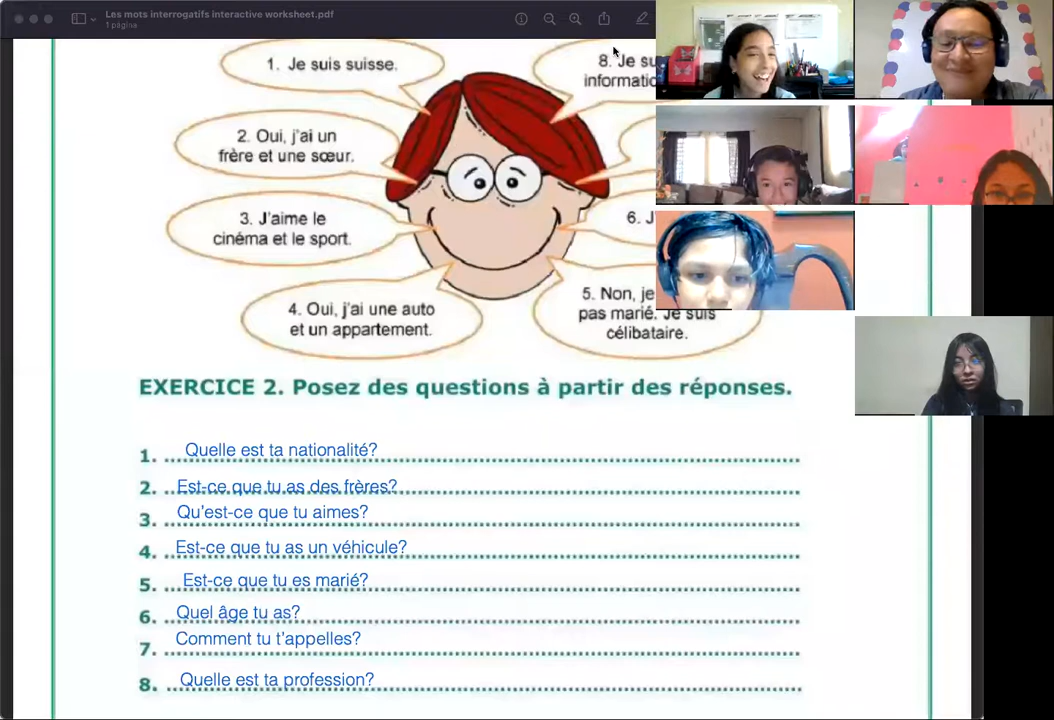 Les mots interrogatifs interactive worksheet.pdf
1 página
1. Je suis suisse.
8. Je su
informatio
2. Oui, j'ai un
frère et une sœur.
3. J'aime le
cinéma et le sport.
6. J'
4. Oui, j'ai une auto
et un appartement.
5. Non, je
pas marié. Je suis
célibataire.
EXERCICE 2. Posez des questions à partir des réponses.
1. Quelle est ta nationalité?
2. Est-ce que tu as des frères?
3. Qu'est-ce que tu aimes?
4. Est-ce que tu as un véhicule?
5. Est-ce que tu es marié?
6. Quel âge tu as?
7. Comment tu t'appelles?
8. Quelle est ta profession?